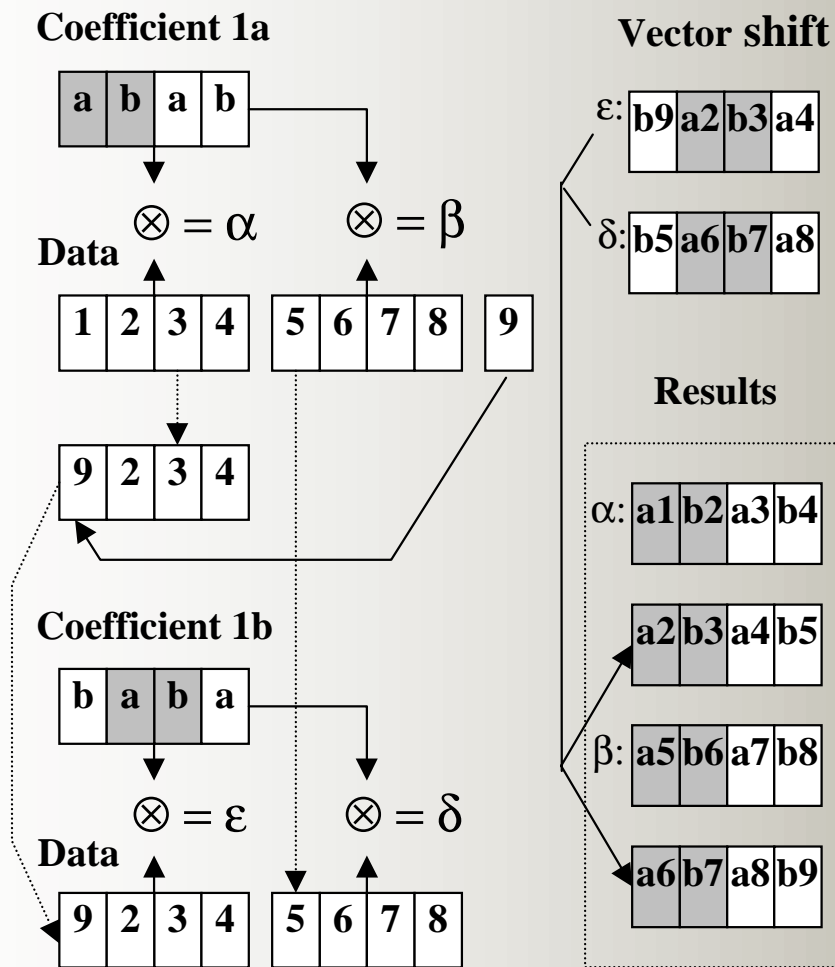 Coefficient 1a
a b a b
⊗ = α ⊗ = β
Data
1 2 3 4 5 6 7 8 9
9 2 3 4
Coefficient 1b
b a b a
⊗ = ε ⊗ = δ
Data
9 2 3 4 5 6 7 8
Vector shift
ε: b9 a2 b3 a4
δ: b5 a6 b7 a8
Results
α: a1 b2 a3 b4
a2 b3 a4 b5
β: a5 b6 a7 b8
a6 b7 a8 b9